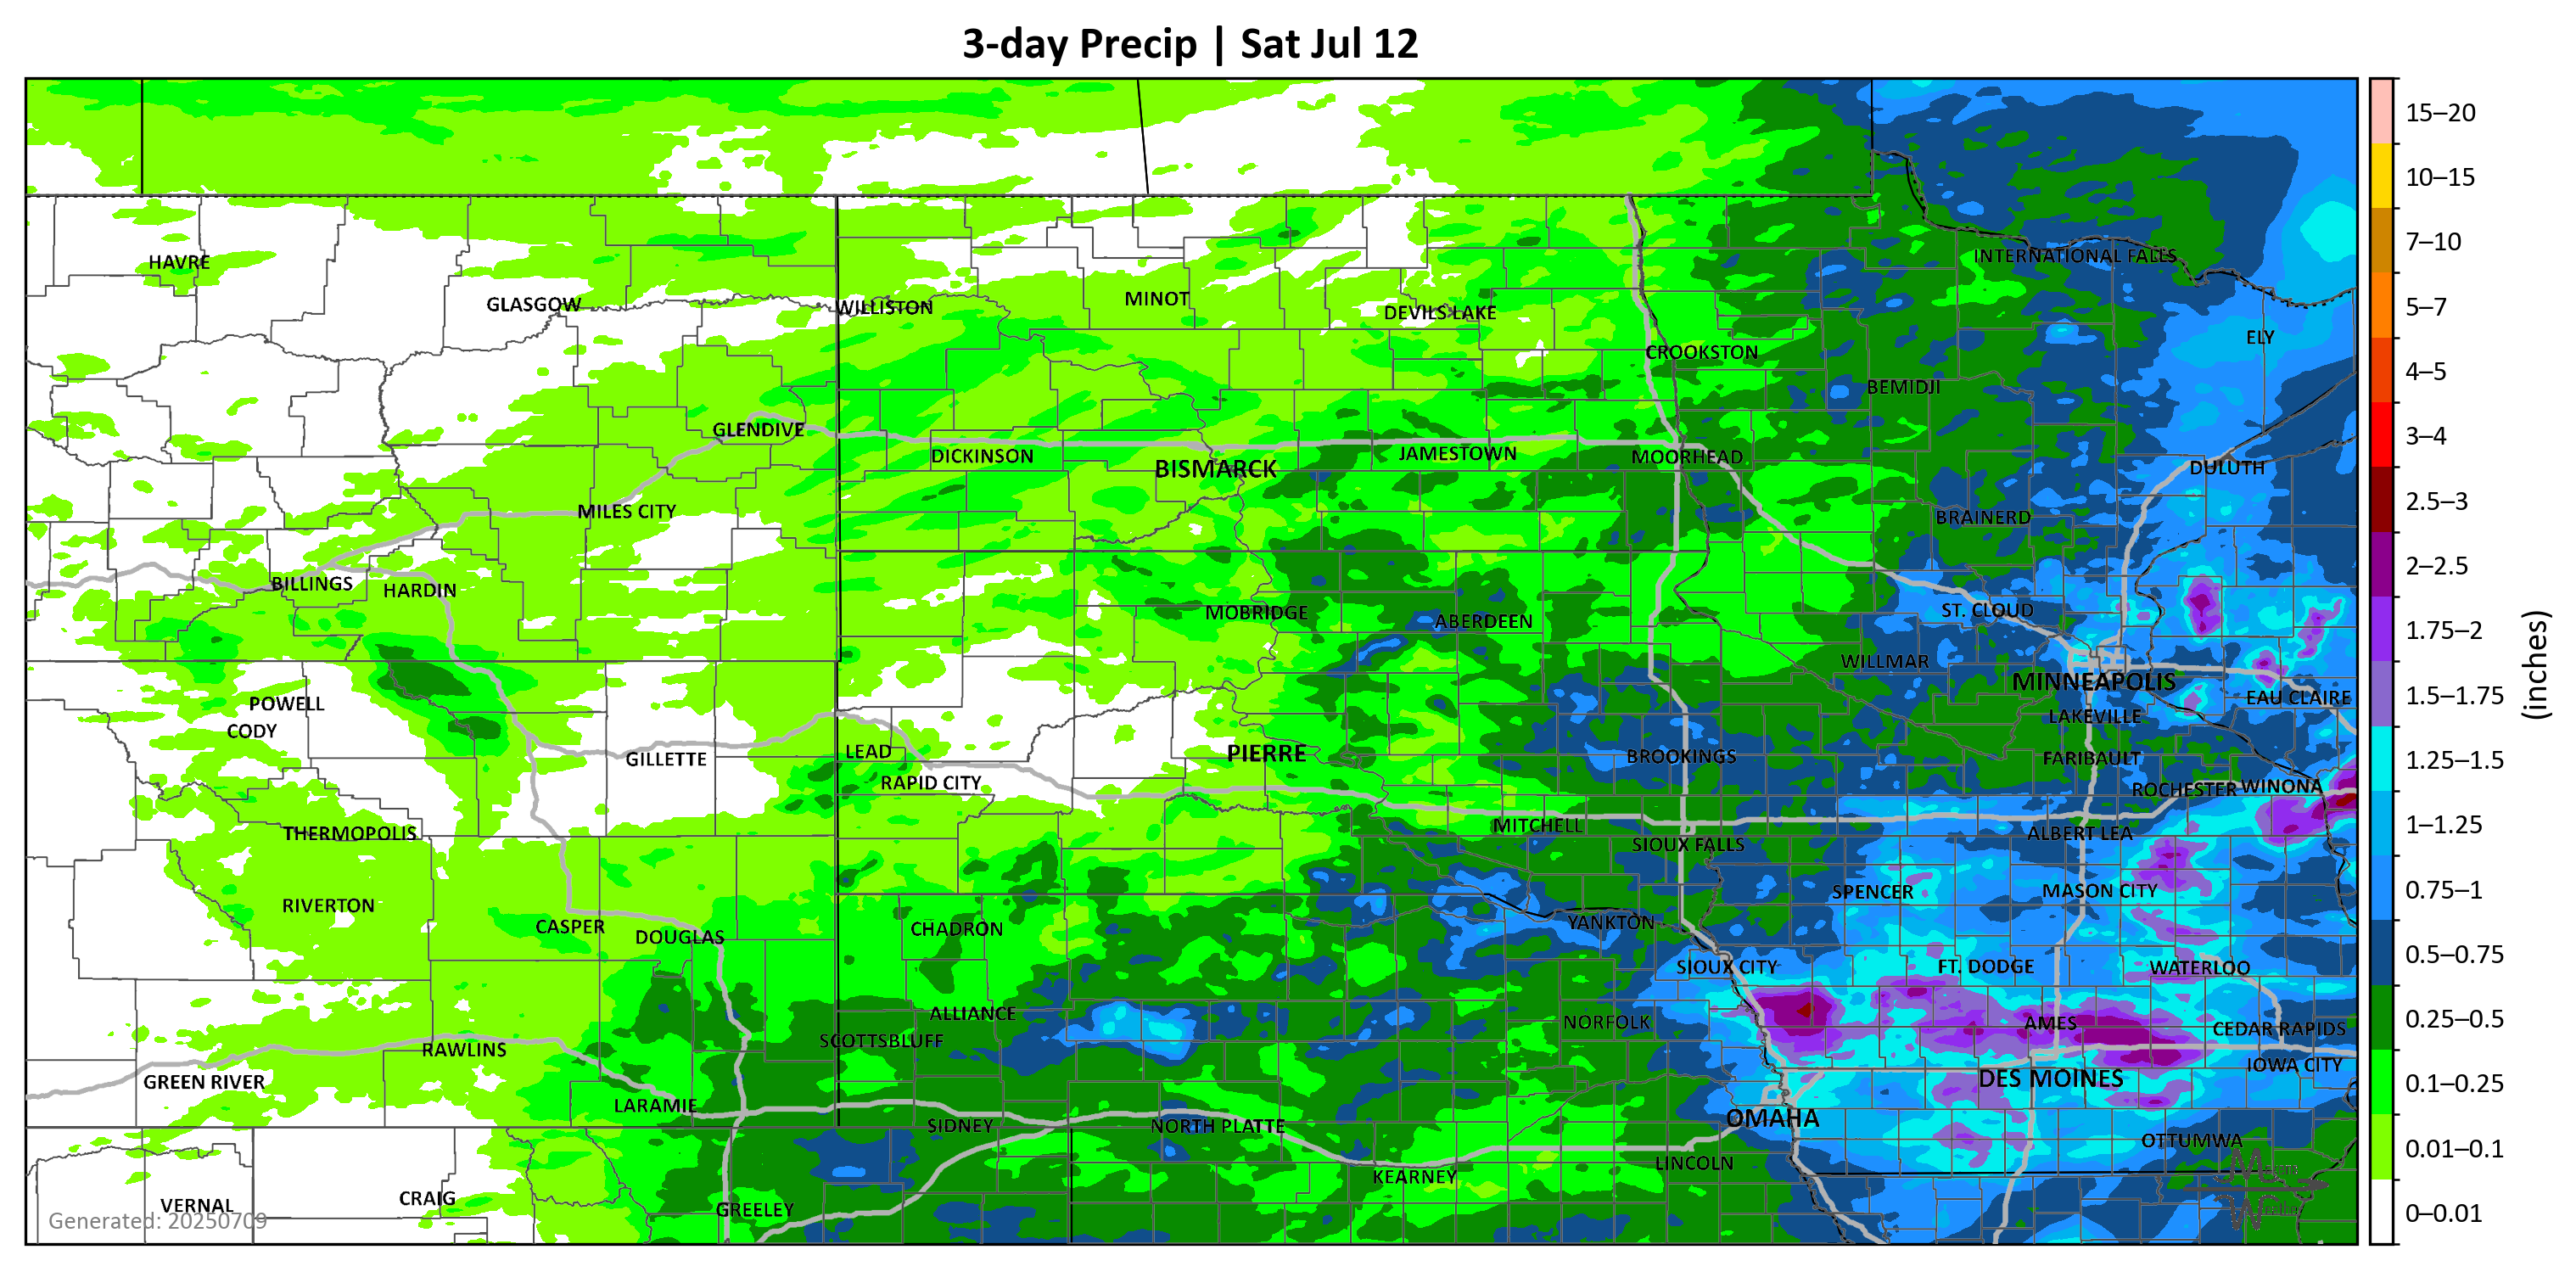 3-day Precip | Sat Jul 12
15–20
10–15
7–10
5–7
4–5
3–4
2.5–3
2–2.5
1.75–2
1.5–1.75
1.25–1.5
1–1.25
0.75–1
0.5–0.75
0.25–0.5
0.1–0.25
0.01–0.1
0–0.01
(inches)
INTERNATIONAL FALLS
HAVRE
GLASGOW
WILLISTON
MINOT
DEVILS LAKE
ELY
CROOKSTON
BEMIDJI
GLENDIVE
DICKINSON
BISMARCK
JAMESTOWN
MOORHEAD
DULUTH
MILES CITY
BRAINERD
BILLINGS
HARDIN
MOBRIDGE
ABERDEEN
ST. CLOUD
WILLMAR
MINNEAPOLIS
EAU CLAIRE
POWELL
CODY
LAKEVILLE
GILLETTE
LEAD
PIERRE
BROOKINGS
FARIBAULT
RAPID CITY
ROCHESTER
WINONA
THERMOPOLIS
MITCHELL
ALBERT LEA
SIOUX FALLS
RIVERTON
SPENCER
MASON CITY
CASPER
DOUGLAS
CHADRON
YANKTON
SIOUX CITY
FT. DODGE
WATERLOO
ALLIANCE
NORFOLK
AMES
CEDAR RAPIDS
SCOTTSBLUFF
RAWLINS
IOWA CITY
GREEN RIVER
DES MOINES
LARAMIE
SIDNEY
NORTH PLATTE
OMAHA
OTTUMWA
KEARNEY
LINCOLN
VERNAL
CRAIG
GREELEY
Generated: 20250709